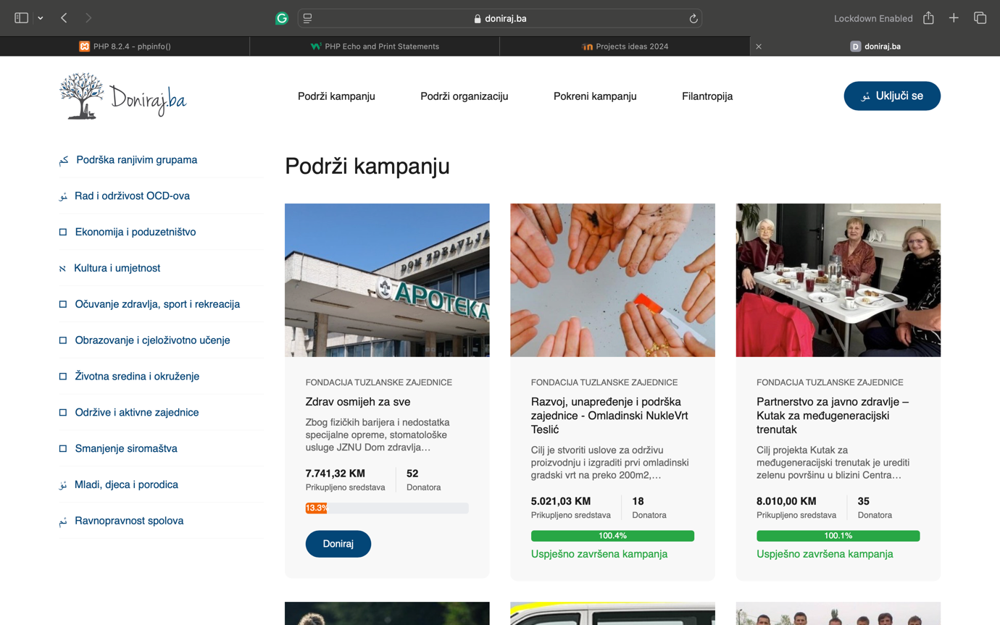 doniraj.ba
Lockdown Enabled
PHP 8.2.4 - phpinfo()
PHP Echo and Print Statements
Projects ideas 2024
D doniraj.ba
Doniraj.ba
Podrži kampanju
Podrži organizaciju
Pokreni kampanju
Filantropija
Uključi se
Podrška ranjivim grupama
Rad i održivost OCD-ova
Ekonomija i poduzetništvo
א Kultura i umjetnost
Očuvanje zdravlja, sport i rekreacija
Obrazovanje i cjeloživotno učenje
Životna sredina i okruženje
Održive i aktivne zajednice
Smanjenje siromaštva
Mladi, djeca i porodica
Ravnopravnost spolova
Podrži kampanju
DOM ZDRAVLJA
APOTEKA
FONDACIJA TUZLANSKE ZAJEDNICE
Zdrav osmijeh za sve
Zbog fizičkih barijera i nedostatka
specijalne opreme, stomatološke
usluge JZNU Dom zdravlja…
7.741,32 KM
Prikupljeno sredstava
52
Donatora
13.3%
Doniraj
FONDACIJA TUZLANSKE ZAJEDNICE
Razvoj, unapređenje i podrška
zajednice - Omladinski NukleVrt
Teslić
Cilj je stvoriti uslove za održivu
proizvodnju i izgraditi prvi omladinski
gradski vrt na preko 200m2,…
5.021,03 KM
Prikupljeno sredstava
18
Donatora
100.4%
Uspješno završena kampanja
FONDACIJA TUZLANSKE ZAJEDNICE
Partnerstvo za javno zdravlje –
Kutak za međugeneracijski
trenutak
Cilj projekta Kutak za
međugeneracijski trenutak je urediti
zelenu površinu u blizini Centra…
8.010,00 KM
Prikupljeno sredstava
35
Donatora
100.1%
Uspješno završena kampanja